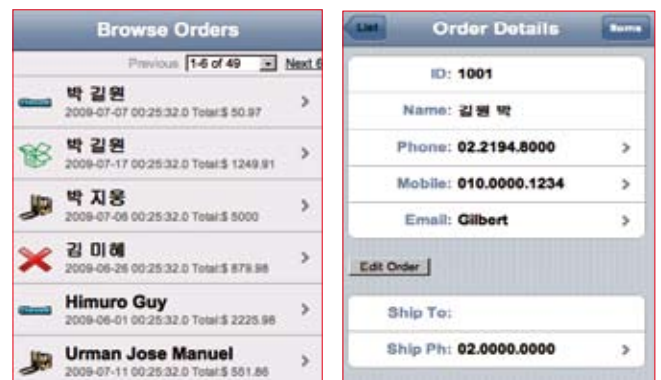 Browse Orders
Previous 1-6 of 49 Next 6
박 길원
2009-07-07 00:25:32.0 Total:$ 50.97
박 길원
2009-07-17 00:25:32.0 Total:$ 1249.91
박 지웅
2009-07-06 00:25:32.0 Total:$ 5000
김 미혜
2009-06-26 00:25:32.0 Total:$ 879.98
Himuro Guy
2009-06-01 00:25:32.0 Total:$ 2225.98
Urman Jose Manuel
2009-07-11 00:25:32.0 Total:$ 551.86
List
Order Details
Items
ID: 1001
Name: 길원 박
Phone: 02.2194.8000
Mobile: 010.0000.1234
Email: Gilbert
Edit Order
Ship To:
Ship Ph: 02.0000.0000